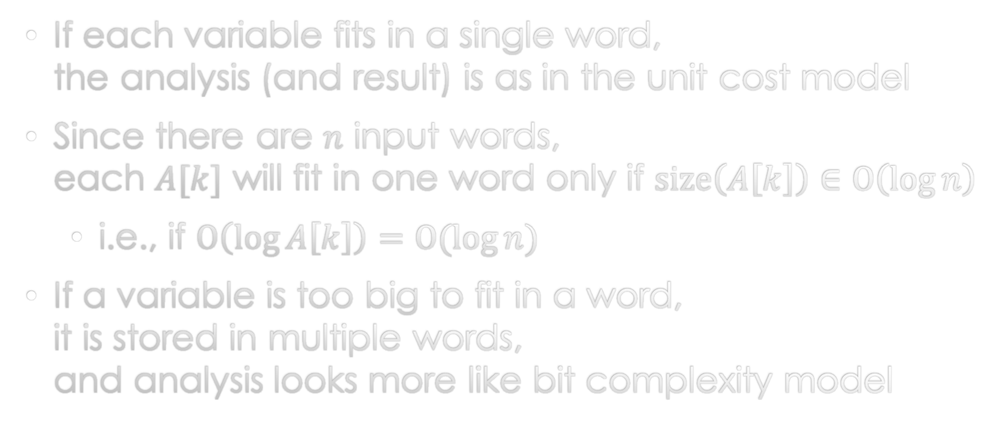 ◦ If each variable fits in a single word,
the analysis (and result) is as in the unit cost model
◦ Since there are n input words,
each A[k] will fit in one word only if size(A[k]) ∈ O(log n)
◦ i.e., if O(log A[k]) = O(log n)
◦ If a variable is too big to fit in a word,
it is stored in multiple words,
and analysis looks more like bit complexity model